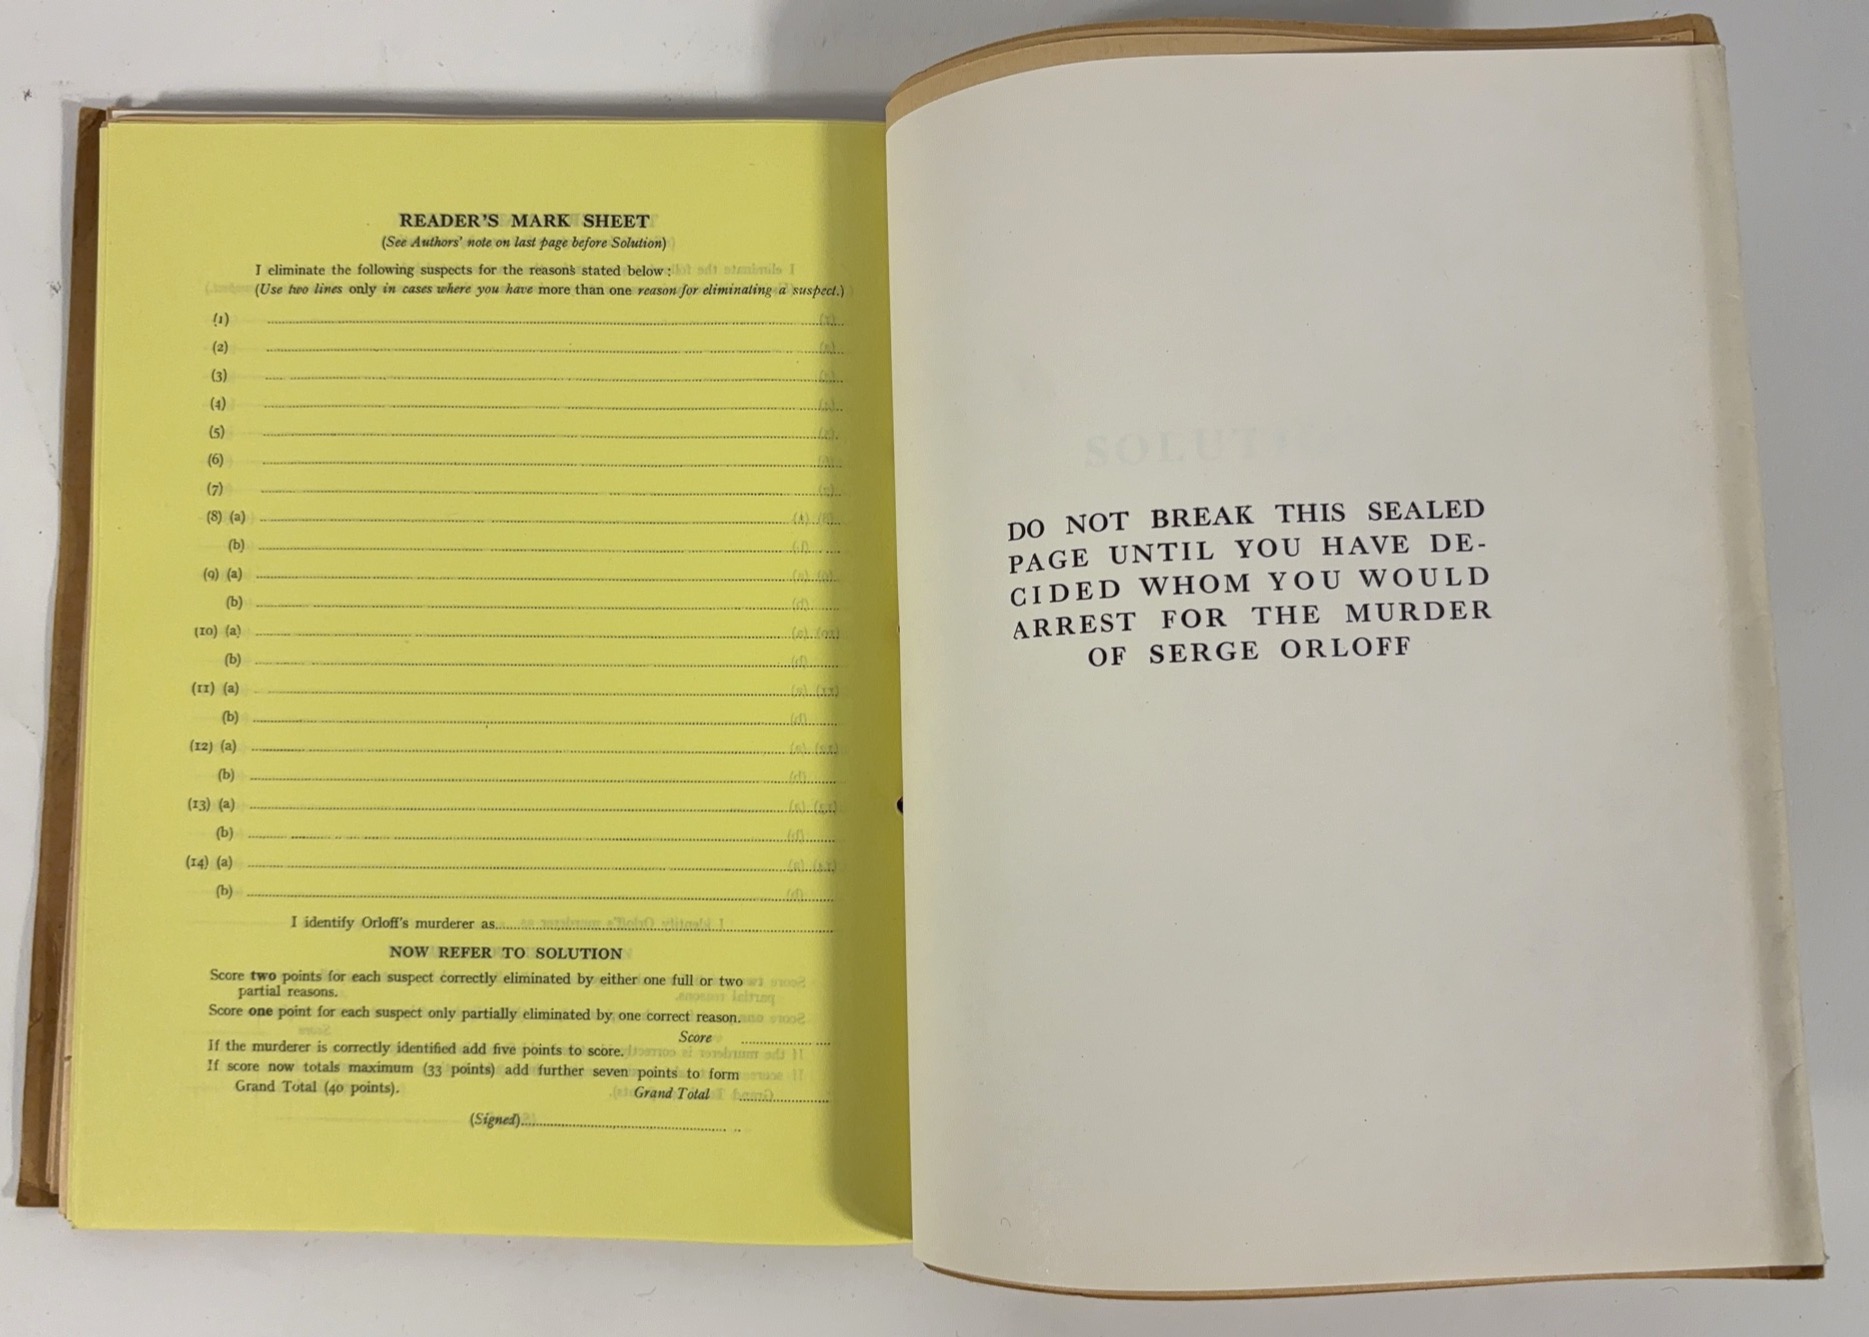 READER'S MARK SHEET
(See Authors' note on last page before Solution)
I eliminate the following suspects for the reasons stated below :
(Use two lines only in cases where you have more than one reason for eliminating a suspect.)
(1)
(2)
(3)
(4)
(5)
(6)
(7)
(8) (a)
(b)
(9) (a)
(b)
(10) (a)
(b)
(11) (a)
(b)
(12) (a)
(b)
(13) (a)
(b)
(14) (a)
(b)
I identify Orloff's murderer as
NOW REFER TO SOLUTION
Score two points for each suspect correctly eliminated by either one full or two
partial reasons.
Score one point for each suspect only partially eliminated by one correct reason.
Score
If the murderer is correctly identified add five points to score.
If score now totals maximum (33 points) add further seven points to form
Grand Total (40 points).
Grand Total
(Signed)
DO NOT BREAK THIS SEALED
PAGE UNTIL YOU HAVE DE-
CIDED WHOM YOU WOULD
ARREST FOR THE MURDER
OF SERGE ORLOFF